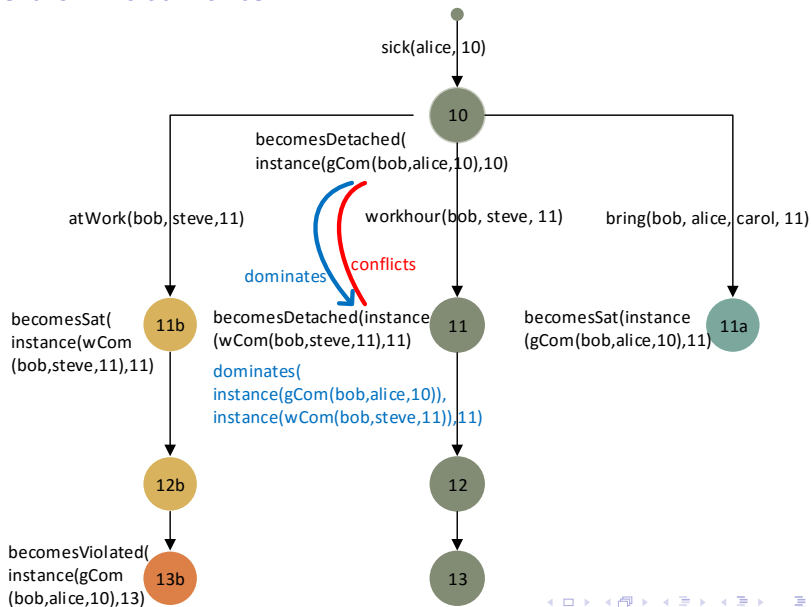 sick(alice, 10)
10
becomesDetached(
instance(gCom(bob,alice,10),10)
atWork(bob, steve,11)
workhour(bob, steve, 11)
bring(bob, alice, carol, 11)
dominates
conflicts
becomesSat(
instance(wCom
(bob,steve,11),11)
11b
becomesDetached(instance
(wCom(bob,steve,11),11)
11
becomesSat(instance
(gCom(bob,alice,10),11)
11a
dominates(
instance(gCom(bob,alice,10)),
instance(wCom(bob,steve,11)),11)
12b
12
becomesViolated(
instance(gCom
(bob,alice,10),13)
13b
13